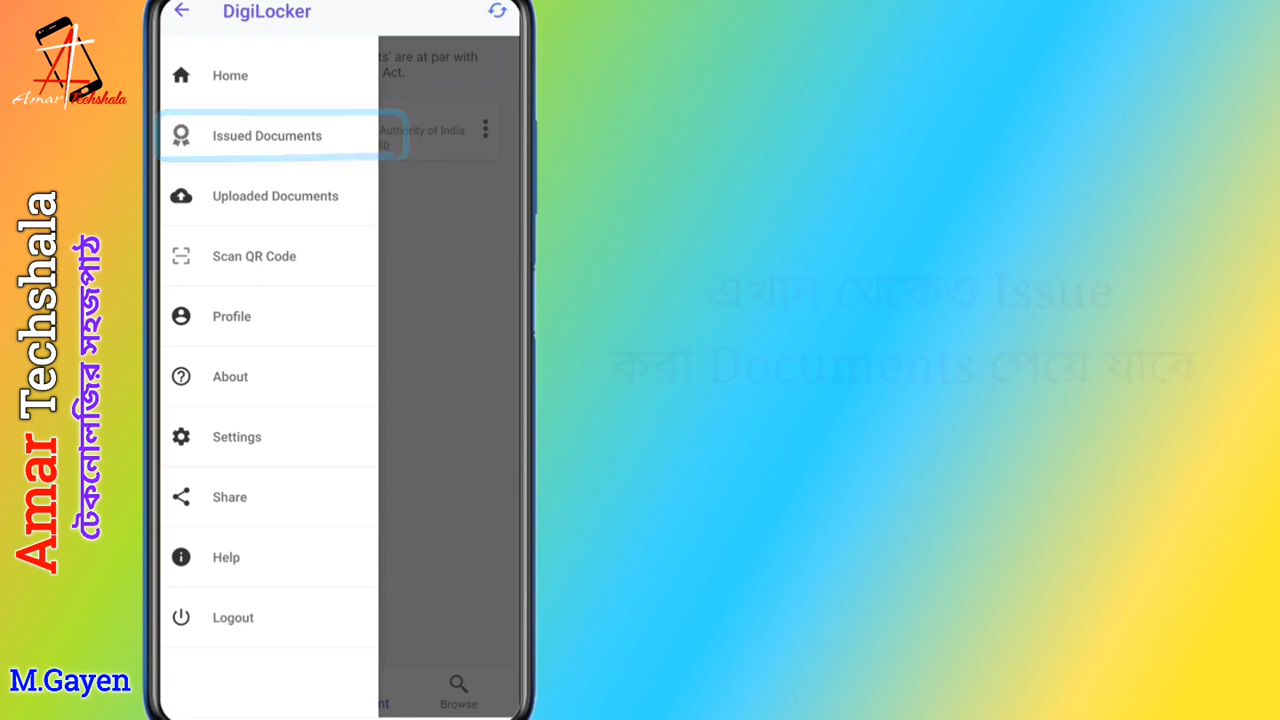 DigiLocker
ts' are at par with
Act.
Home
Issued Documents
Authority of India
Uploaded Documents
Scan QR Code
Profile
About
Settings
Share
Help
Logout
Browse
এখান থেকেও Issue
করা Documents পেয়ে যাবে
Amar Techshala
Amar Techshala
টেকনোলজির সহজপাঠ
M.Gayen